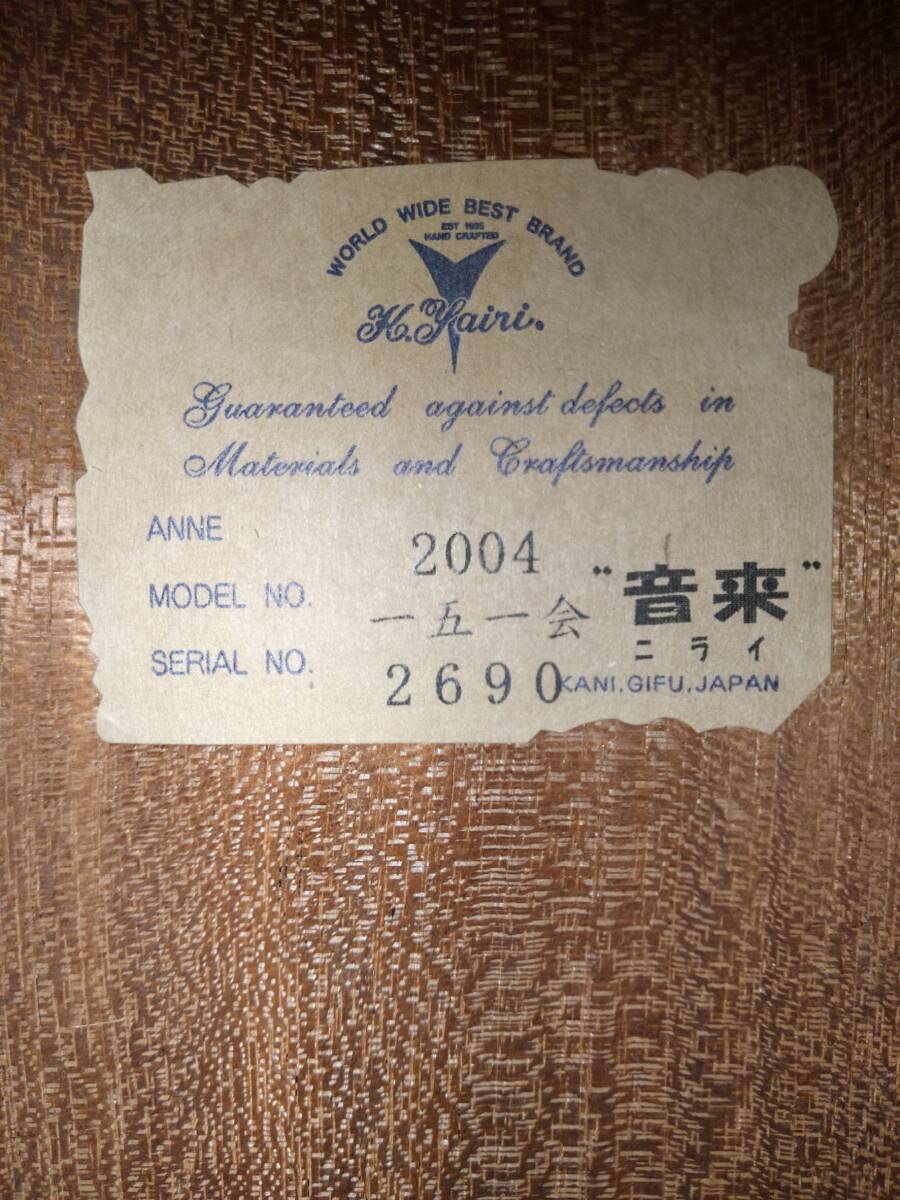 WORLD WIDE BEST BRAND
EST 1935
HAND CRAFTED
K.Yairi.
Guaranteed against defects in
Materials and Craftsmanship
ANNE 2004
MODEL NO. 一五一会 "音来"
ニライ
SERIAL NO. 2690
KANI.GIFU.JAPAN